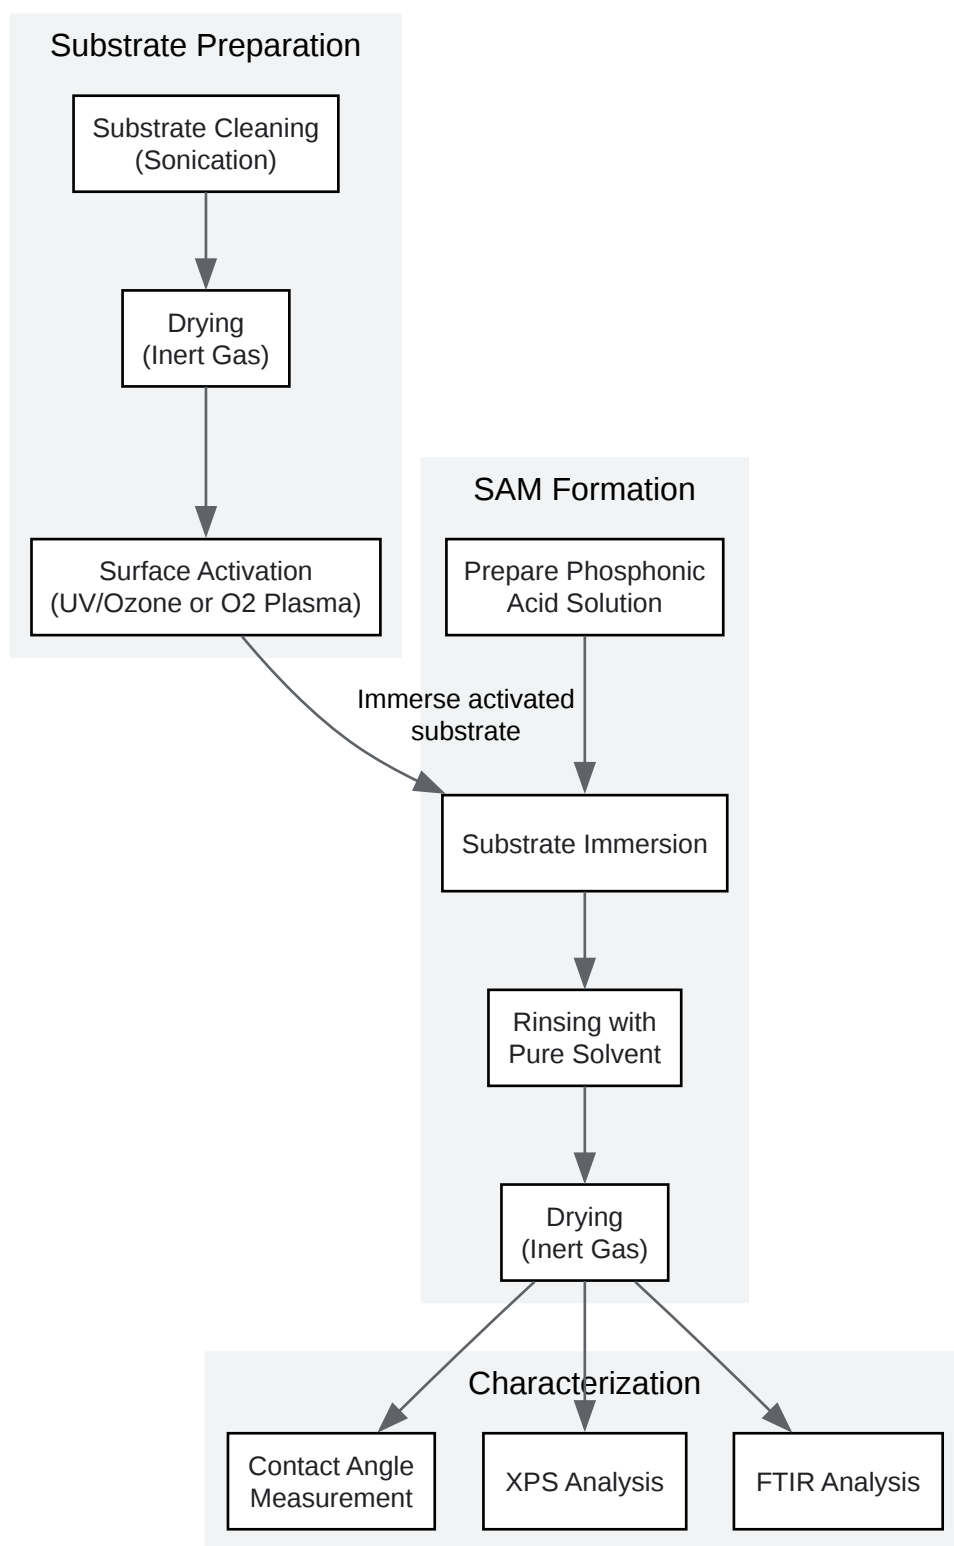 Substrate Preparation
Substrate Cleaning
(Sonication)
Drying
(Inert Gas)
Surface Activation
(UV/Ozone or O2 Plasma)
SAM Formation
Prepare Phosphonic
Acid Solution
Immerse activated
substrate
Substrate Immersion
Rinsing with
Pure Solvent
Drying
(Inert Gas)
Characterization
Contact Angle
Measurement
XPS Analysis
FTIR Analysis